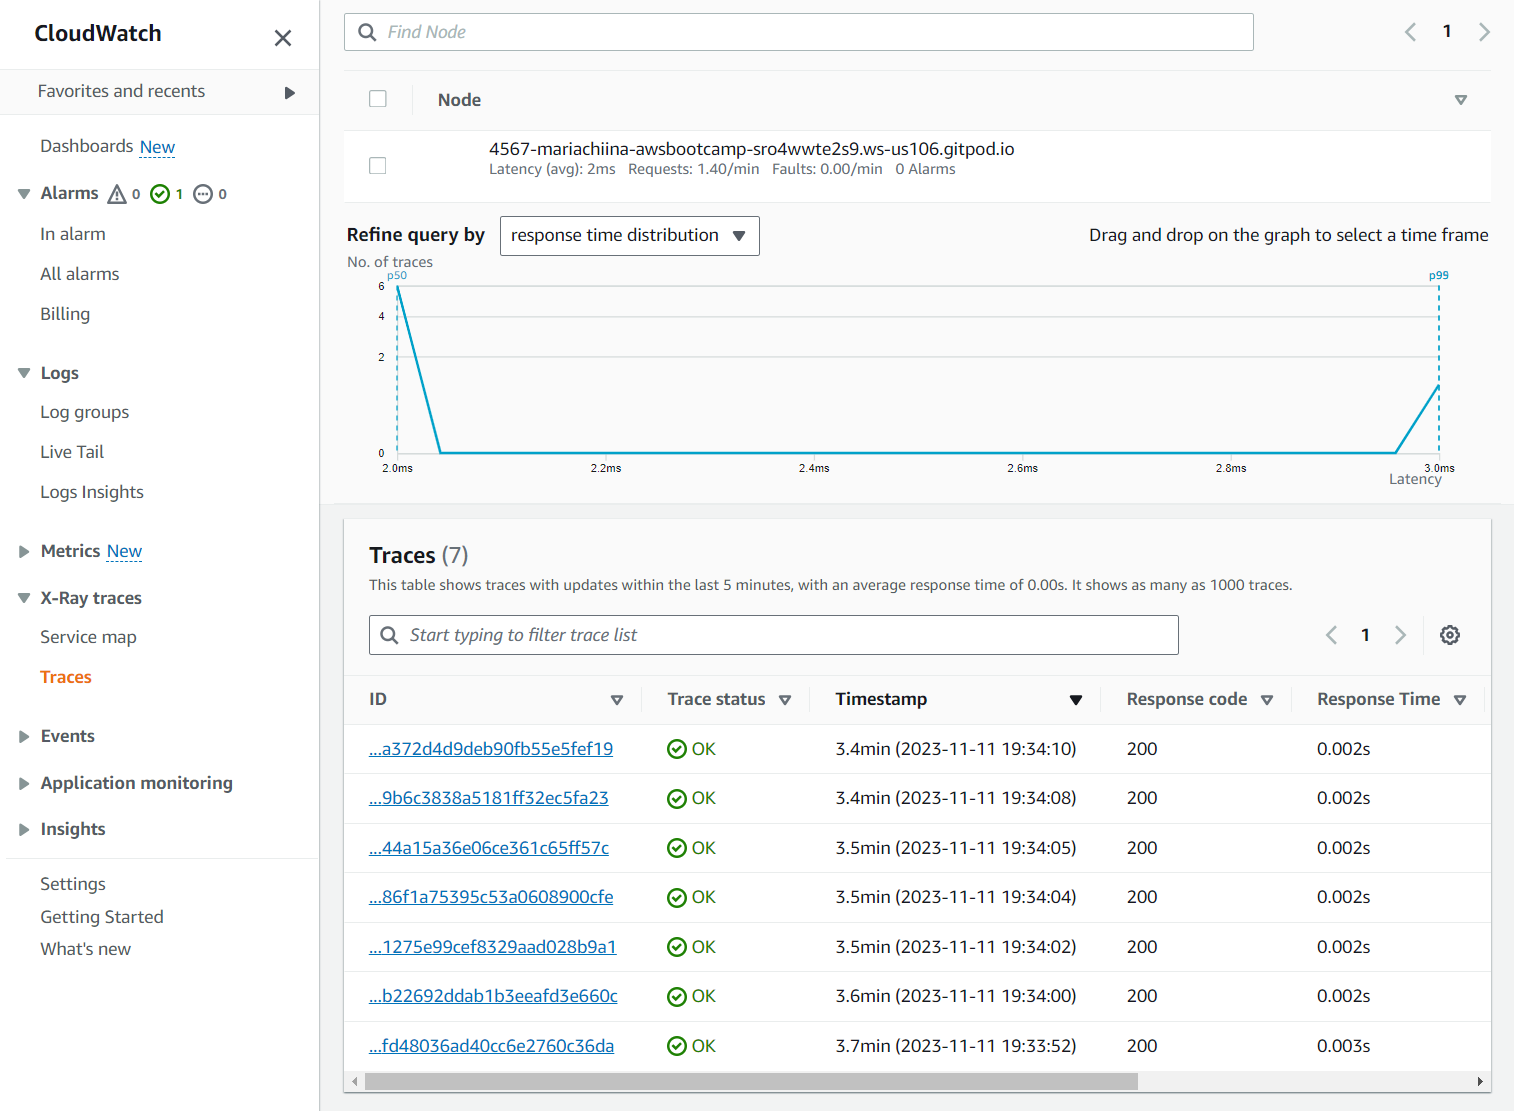 CloudWatch
Favorites and recents
Dashboards New
Alarms 0 1 0
In alarm
All alarms
Billing
Logs
Log groups
Live Tail
Logs Insights
Metrics New
X-Ray traces
Service map
Traces
Events
Application monitoring
Insights
Settings
Getting Started
What's new
Find Node
1
Node
4567-mariachiina-awsbootcamp-sro4wwte2s9.ws-us106.gitpod.io
Latency (avg): 2ms Requests: 1.40/min Faults: 0.00/min 0 Alarms
Refine query by response time distribution Drag and drop on the graph to select a time frame
No. of traces
p50 p99
6
4
2
0
2.0ms 2.2ms 2.4ms 2.6ms 2.8ms 3.0ms
Latency
Traces (7)
This table shows traces with updates within the last 5 minutes, with an average response time of 0.00s. It shows as many as 1000 traces.
Start typing to filter trace list 1
ID Trace status Timestamp Response code Response Time
...a372d4d9deb90fb55e5fef19 OK 3.4min (2023-11-11 19:34:10) 200 0.002s
...9b6c3838a5181ff32ec5fa23 OK 3.4min (2023-11-11 19:34:08) 200 0.002s
...44a15a36e06ce361c65ff57c OK 3.5min (2023-11-11 19:34:05) 200 0.002s
...86f1a75395c53a0608900cfe OK 3.5min (2023-11-11 19:34:04) 200 0.002s
...1275e99cef8329aad028b9a1 OK 3.5min (2023-11-11 19:34:02) 200 0.002s
...b22692ddab1b3eeafd3e660c OK 3.6min (2023-11-11 19:34:00) 200 0.002s
...fd48036ad40cc6e2760c36da OK 3.7min (2023-11-11 19:33:52) 200 0.003s